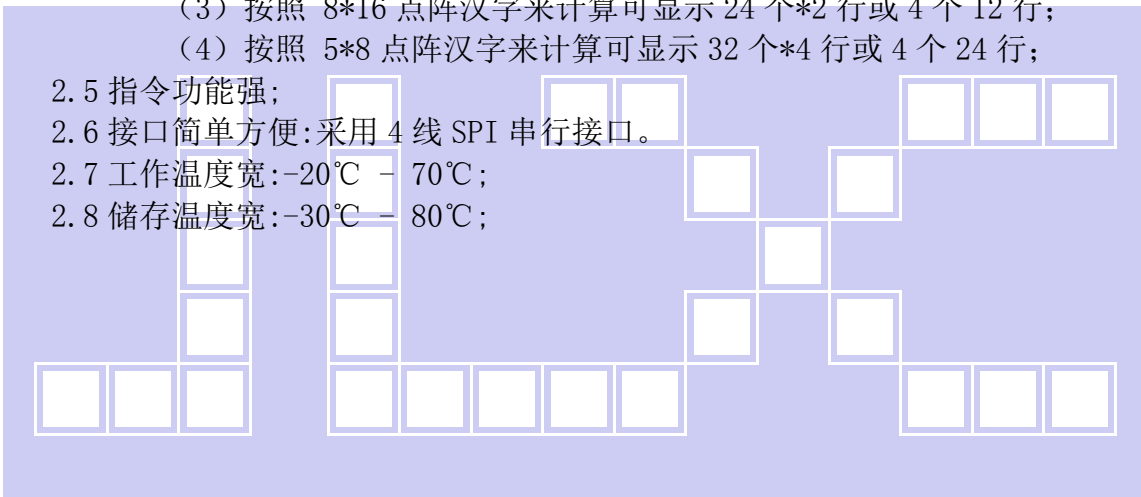 （3）按照 8*16 点阵汉字来计算可显示 24 个*2 行或 4 个 12 行；
（4）按照 5*8 点阵汉字来计算可显示 32 个*4 行或 4 个 24 行；
2.5 指令功能强;
2.6 接口简单方便:采用 4 线 SPI 串行接口。
2.7 工作温度宽:-20℃ - 70℃;
2.8 储存温度宽:-30℃ - 80℃;